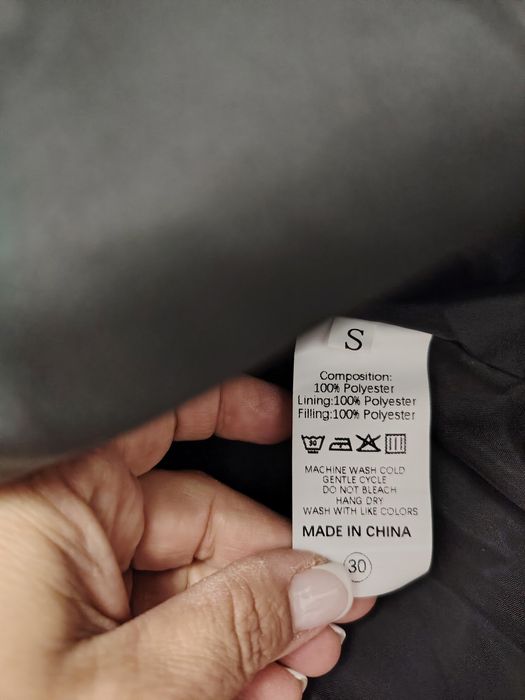 S
Composition:
100% Polyester
Lining:100% Polyester
Filling:100% Polyester
30
MACHINE WASH COLD
GENTLE CYCLE
DO NOT BLEACH
HANG DRY
WASH WITH LIKE COLORS
MADE IN CHINA
30